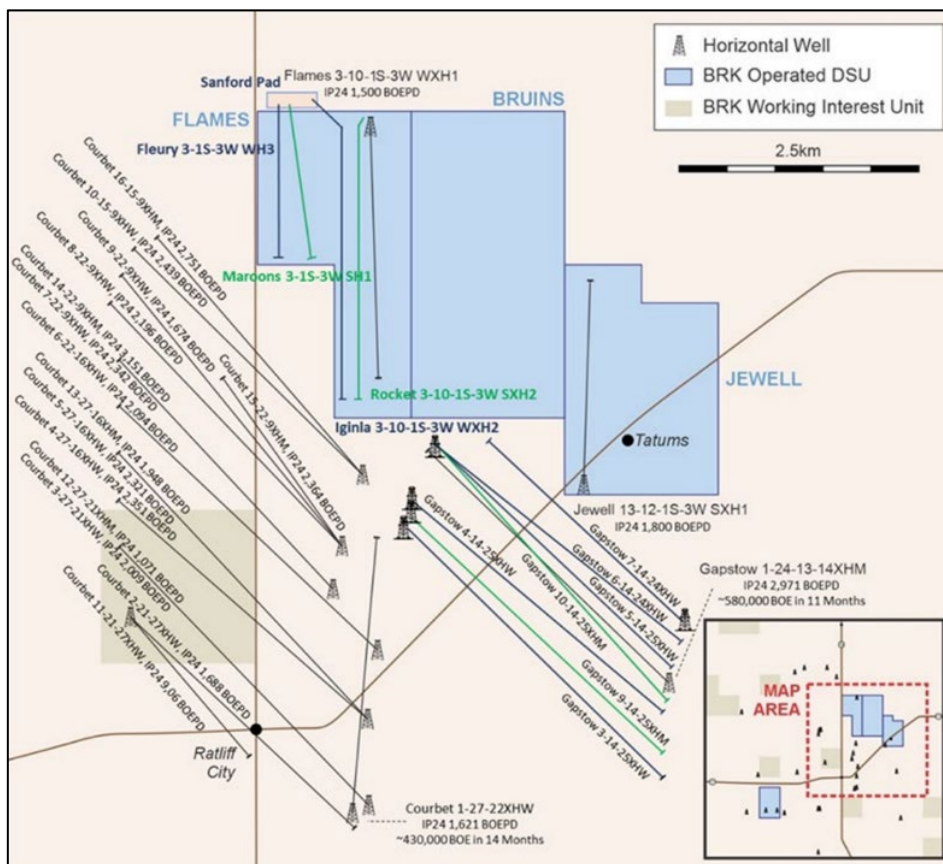 Sanford Pad
Flames 3-10-1S-3W WXH1
IP24 1,500 BOEPD
BRUINS
FLAMES
Fleury 3-1S-3W WH3
Maroons 3-1S-3W SH1
Rocket 3-10-1S-3W SXH2
Iginla 3-10-1S-3W WXH2
Horizontal Well
BRK Operated DSU
BRK Working Interest Unit
2.5km
JEWELL
Tatums
Jewell 13-12-1S-3W SXH1
IP24 1,800 BOEPD
Courbet 16-15-9XHM, IP24 2,751 BOEPD
Courbet 10-15-9XHW, IP24 2,439 BOEPD
Courbet 9-22-9XHW, IP24 1,674 BOEPD
Courbet 8-22-9XHW, IP24 2,196 BOEPD
Courbet 14-22-9XHM, IP24 3,151 BOEPD
Courbet 7-22-9XHW, IP24 2,342 BOEPD
Courbet 6-22-16XHW, IP24 2,094 BOEPD
Courbet 15-22-9XHM, IP24 2,364 BOEPD
Courbet 13-27-16XHM, IP24 1,948 BOEPD
Courbet 5-27-16XHW, IP24 2,321 BOEPD
Courbet 4-27-16XHW, IP24 2,351 BOEPD
Courbet 12-27-21XHM, IP24 1,071 BOEPD
Courbet 3-27-21XHW, IP24 2,009 BOEPD
Courbet 2-21-27XHW, IP24 1,688 BOEPD
Courbet 11-21-27XHW, IP24 9,06 BOEPD
Gapstow 7-14-24XHW
Gapstow 6-14-24XHW
Gapstow 5-14-25XHW
Gapstow 4-14-25XHW
Gapstow 10-14-25XHM
Gapstow 9-14-25XHM
Gapstow 3-14-25XHW
Gapstow 1-24-13-14XHM
IP24 2,971 BOEPD
~580,000 BOE in 11 Months
Ratliff
City
Courbet 1-27-22XHW
IP24 1,621 BOEPD
~430,000 BOE in 14 Months
MAP
AREA